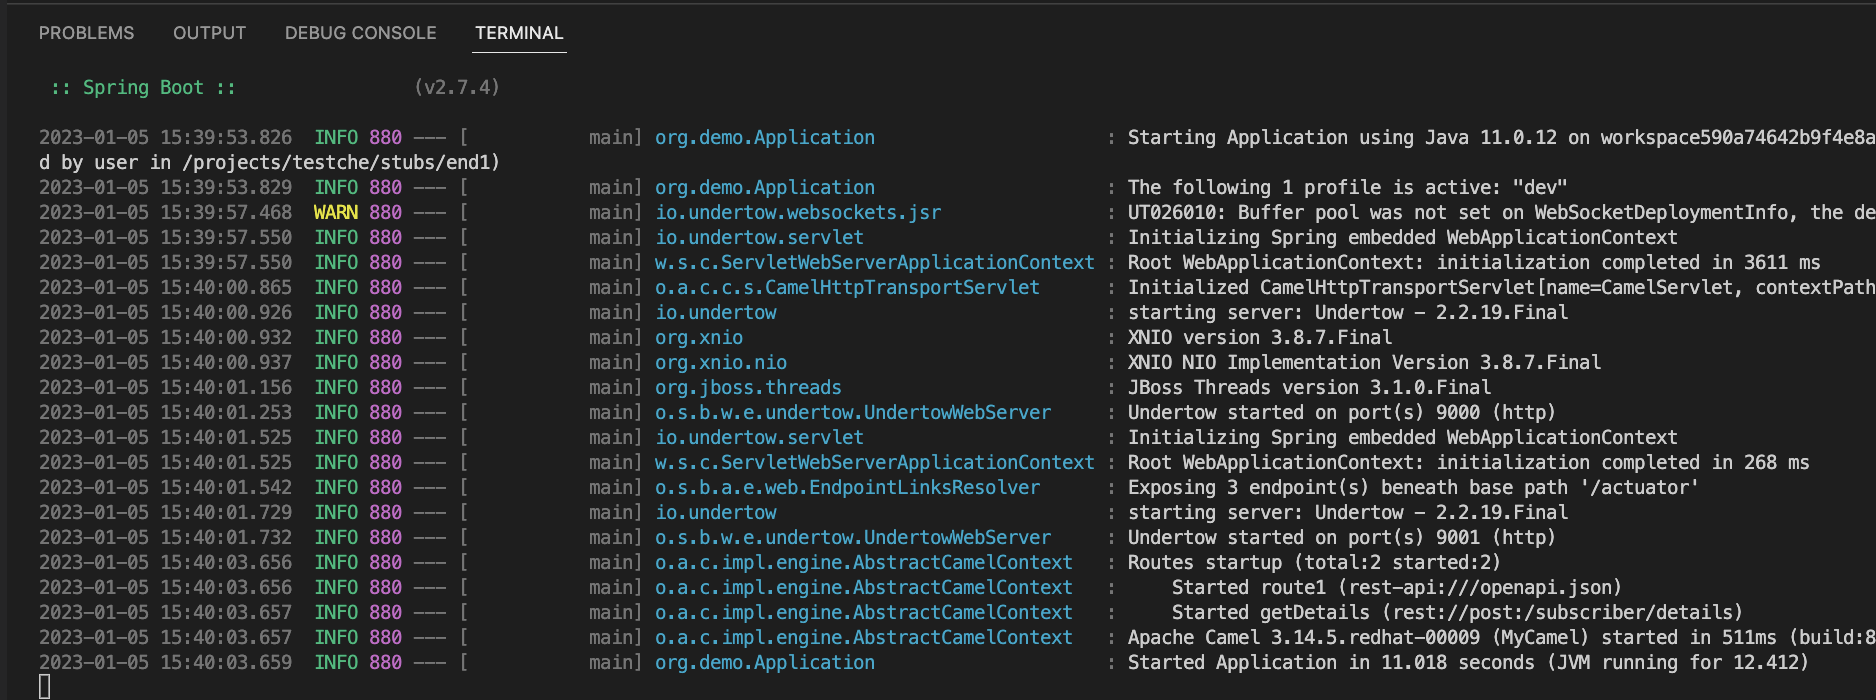 PROBLEMS OUTPUT DEBUG CONSOLE TERMINAL
:: Spring Boot :: (v2.7.4)
2023-01-05 15:39:53.826 INFO 880 --- [ main] org.demo.Application : Starting Application using Java 11.0.12 on workspace590a74642b9f4e8a
d by user in /projects/testche/stubs/end1)
2023-01-05 15:39:53.829 INFO 880 --- [ main] org.demo.Application : The following 1 profile is active: "dev"
2023-01-05 15:39:57.468 WARN 880 --- [ main] io.undertow.websockets.jsr : UT026010: Buffer pool was not set on WebSocketDeploymentInfo, the de
2023-01-05 15:39:57.550 INFO 880 --- [ main] io.undertow.servlet : Initializing Spring embedded WebApplicationContext
2023-01-05 15:39:57.550 INFO 880 --- [ main] w.s.c.ServletWebServerApplicationContext : Root WebApplicationContext: initialization completed in 3611 ms
2023-01-05 15:40:00.865 INFO 880 --- [ main] o.a.c.c.s.CamelHttpTransportServlet : Initialized CamelHttpTransportServlet[name=CamelServlet, contextPath
2023-01-05 15:40:00.926 INFO 880 --- [ main] io.undertow : starting server: Undertow - 2.2.19.Final
2023-01-05 15:40:00.932 INFO 880 --- [ main] org.xnio : XNIO version 3.8.7.Final
2023-01-05 15:40:00.937 INFO 880 --- [ main] org.xnio.nio : XNIO NIO Implementation Version 3.8.7.Final
2023-01-05 15:40:01.156 INFO 880 --- [ main] org.jboss.threads : JBoss Threads version 3.1.0.Final
2023-01-05 15:40:01.253 INFO 880 --- [ main] o.s.b.w.e.undertow.UndertowWebServer : Undertow started on port(s) 9000 (http)
2023-01-05 15:40:01.525 INFO 880 --- [ main] io.undertow.servlet : Initializing Spring embedded WebApplicationContext
2023-01-05 15:40:01.525 INFO 880 --- [ main] w.s.c.ServletWebServerApplicationContext : Root WebApplicationContext: initialization completed in 268 ms
2023-01-05 15:40:01.542 INFO 880 --- [ main] o.s.b.a.e.web.EndpointLinksResolver : Exposing 3 endpoint(s) beneath base path '/actuator'
2023-01-05 15:40:01.729 INFO 880 --- [ main] io.undertow : starting server: Undertow - 2.2.19.Final
2023-01-05 15:40:01.732 INFO 880 --- [ main] o.s.b.w.e.undertow.UndertowWebServer : Undertow started on port(s) 9001 (http)
2023-01-05 15:40:03.656 INFO 880 --- [ main] o.a.c.impl.engine.AbstractCamelContext : Routes startup (total:2 started:2)
2023-01-05 15:40:03.656 INFO 880 --- [ main] o.a.c.impl.engine.AbstractCamelContext : Started route1 (rest-api:///openapi.json)
2023-01-05 15:40:03.657 INFO 880 --- [ main] o.a.c.impl.engine.AbstractCamelContext : Started getDetails (rest://post:/subscriber/details)
2023-01-05 15:40:03.657 INFO 880 --- [ main] o.a.c.impl.engine.AbstractCamelContext : Apache Camel 3.14.5.redhat-00009 (MyCamel) started in 511ms (build:8
2023-01-05 15:40:03.659 INFO 880 --- [ main] org.demo.Application : Started Application in 11.018 seconds (JVM running for 12.412)